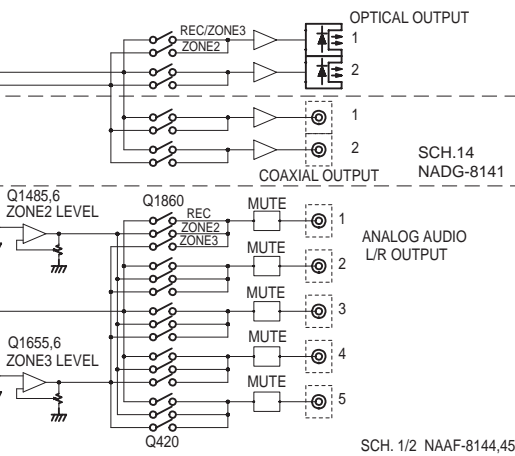 OPTICAL OUTPUT
REC/ZONE3
ZONE2
1
2
1
2
COAXIAL OUTPUT
SCH.14
NADG-8141
Q1485,6
ZONE2 LEVEL
Q1860
REC
ZONE2
ZONE3
MUTE
1
ANALOG AUDIO
L/R OUTPUT
MUTE
2
MUTE
3
Q1655,6
ZONE3 LEVEL
MUTE
4
MUTE
5
Q420
SCH. 1/2 NAAF-8144,45